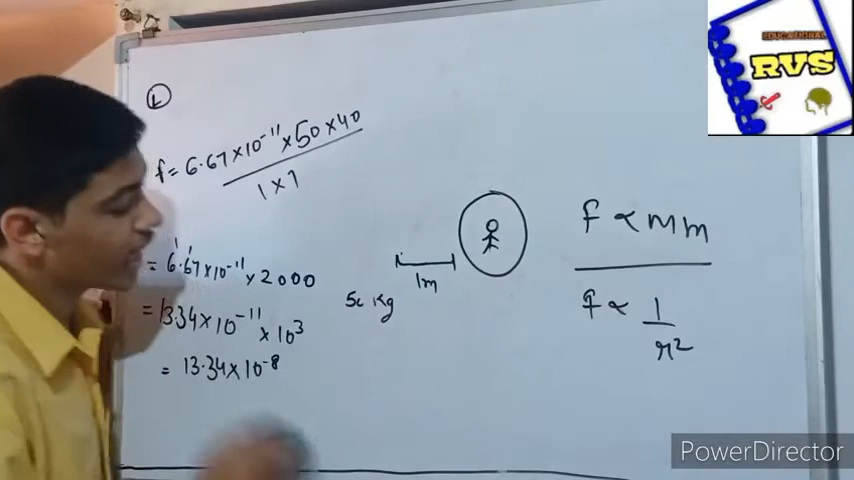 EDUCATIONAL
RVS
f = 6.67×10⁻¹¹ × 50 × 40
1 × 1
= 6.67×10⁻¹¹ × 2000
= 13.34×10⁻¹¹ × 10³
= 13.34×10⁻⁸
1m
50 Kg
f ∝ Mm
f ∝ 1
r²
PowerDirector